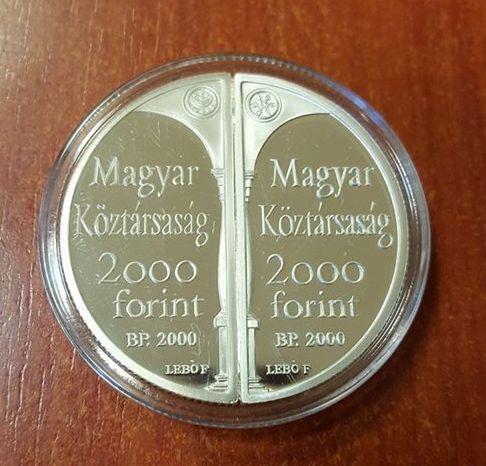 Magyar
Köztársaság
2000
forint
BP. 2000
LEBÓ F
Magyar
Köztársaság
2000
forint
BP. 2000
LEBÓ F